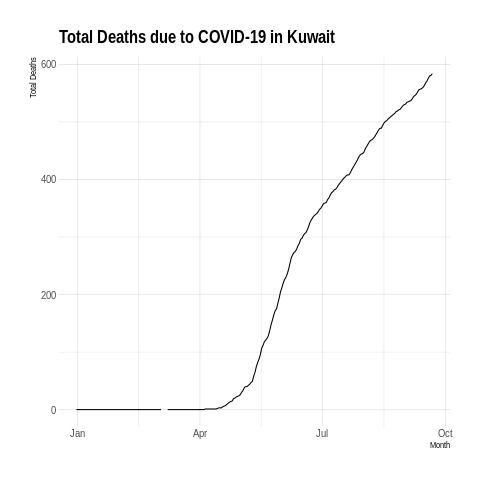 Total Deaths due to COVID-19 in Kuwait
Total Deaths
600
400
200
0
Jan Apr Jul Oct
Month